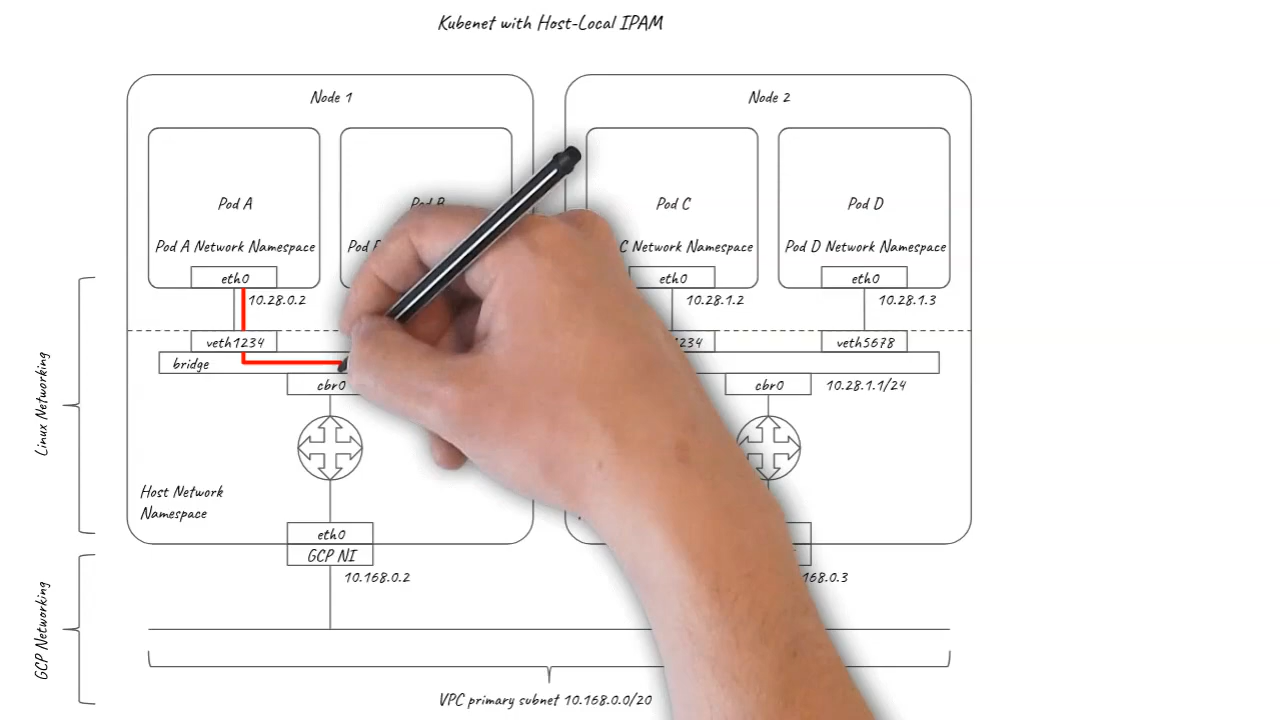 Kubenet with Host-Local IPAM
Node 1
Node 2
Pod A
Pod B
Pod C
Pod D
Pod A Network Namespace
Pod
C Network Namespace
Pod D Network Namespace
eth0
eth0
eth0
10.28.0.2
10.28.1.2
10.28.1.3
veth1234
234
veth5678
bridge
cbr0
cbr0
10.28.1.1/24
Linux Networking
Host Network
Namespace
eth0
GCP NI
10.168.0.2
168.0.3
GCP Networking
VPC primary subnet 10.168.0.0/20